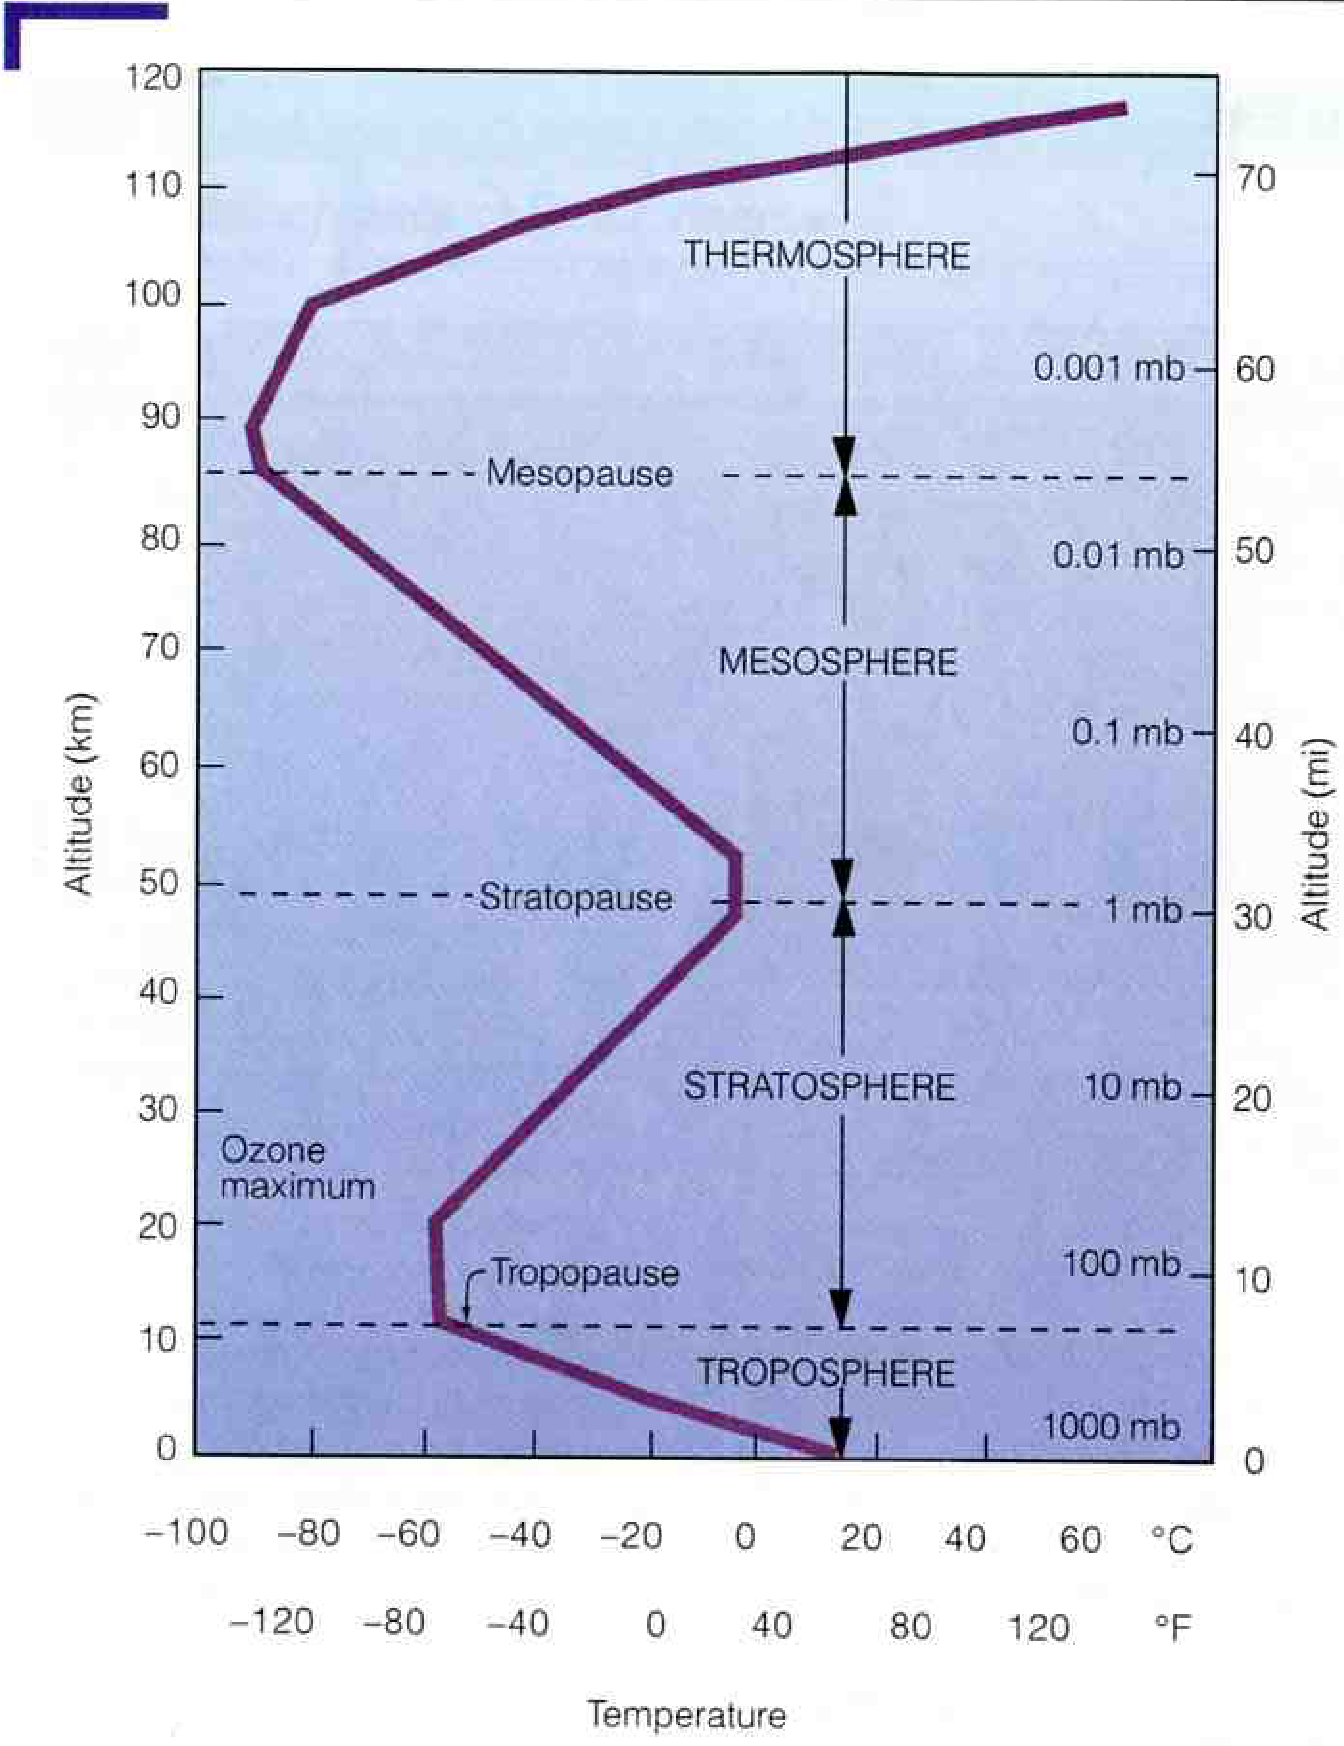 120
110
70
THERMOSPHERE
100
0.001 mb
60
90
Mesopause
80
0.01 mb
50
70
MESOSPHERE
0.1 mb
40
Altitude (km)
60
Altitude (mi)
50
Stratopause
1 mb
30
40
STRATOSPHERE
10 mb
20
30
Ozone
maximum
20
Tropopause
100 mb
10
10
TROPOSPHERE
1000 mb
0
0
−100 −80 −60 −40 −20 0 20 40 60 °C
−120 −80 −40 0 40 80 120 °F
Temperature